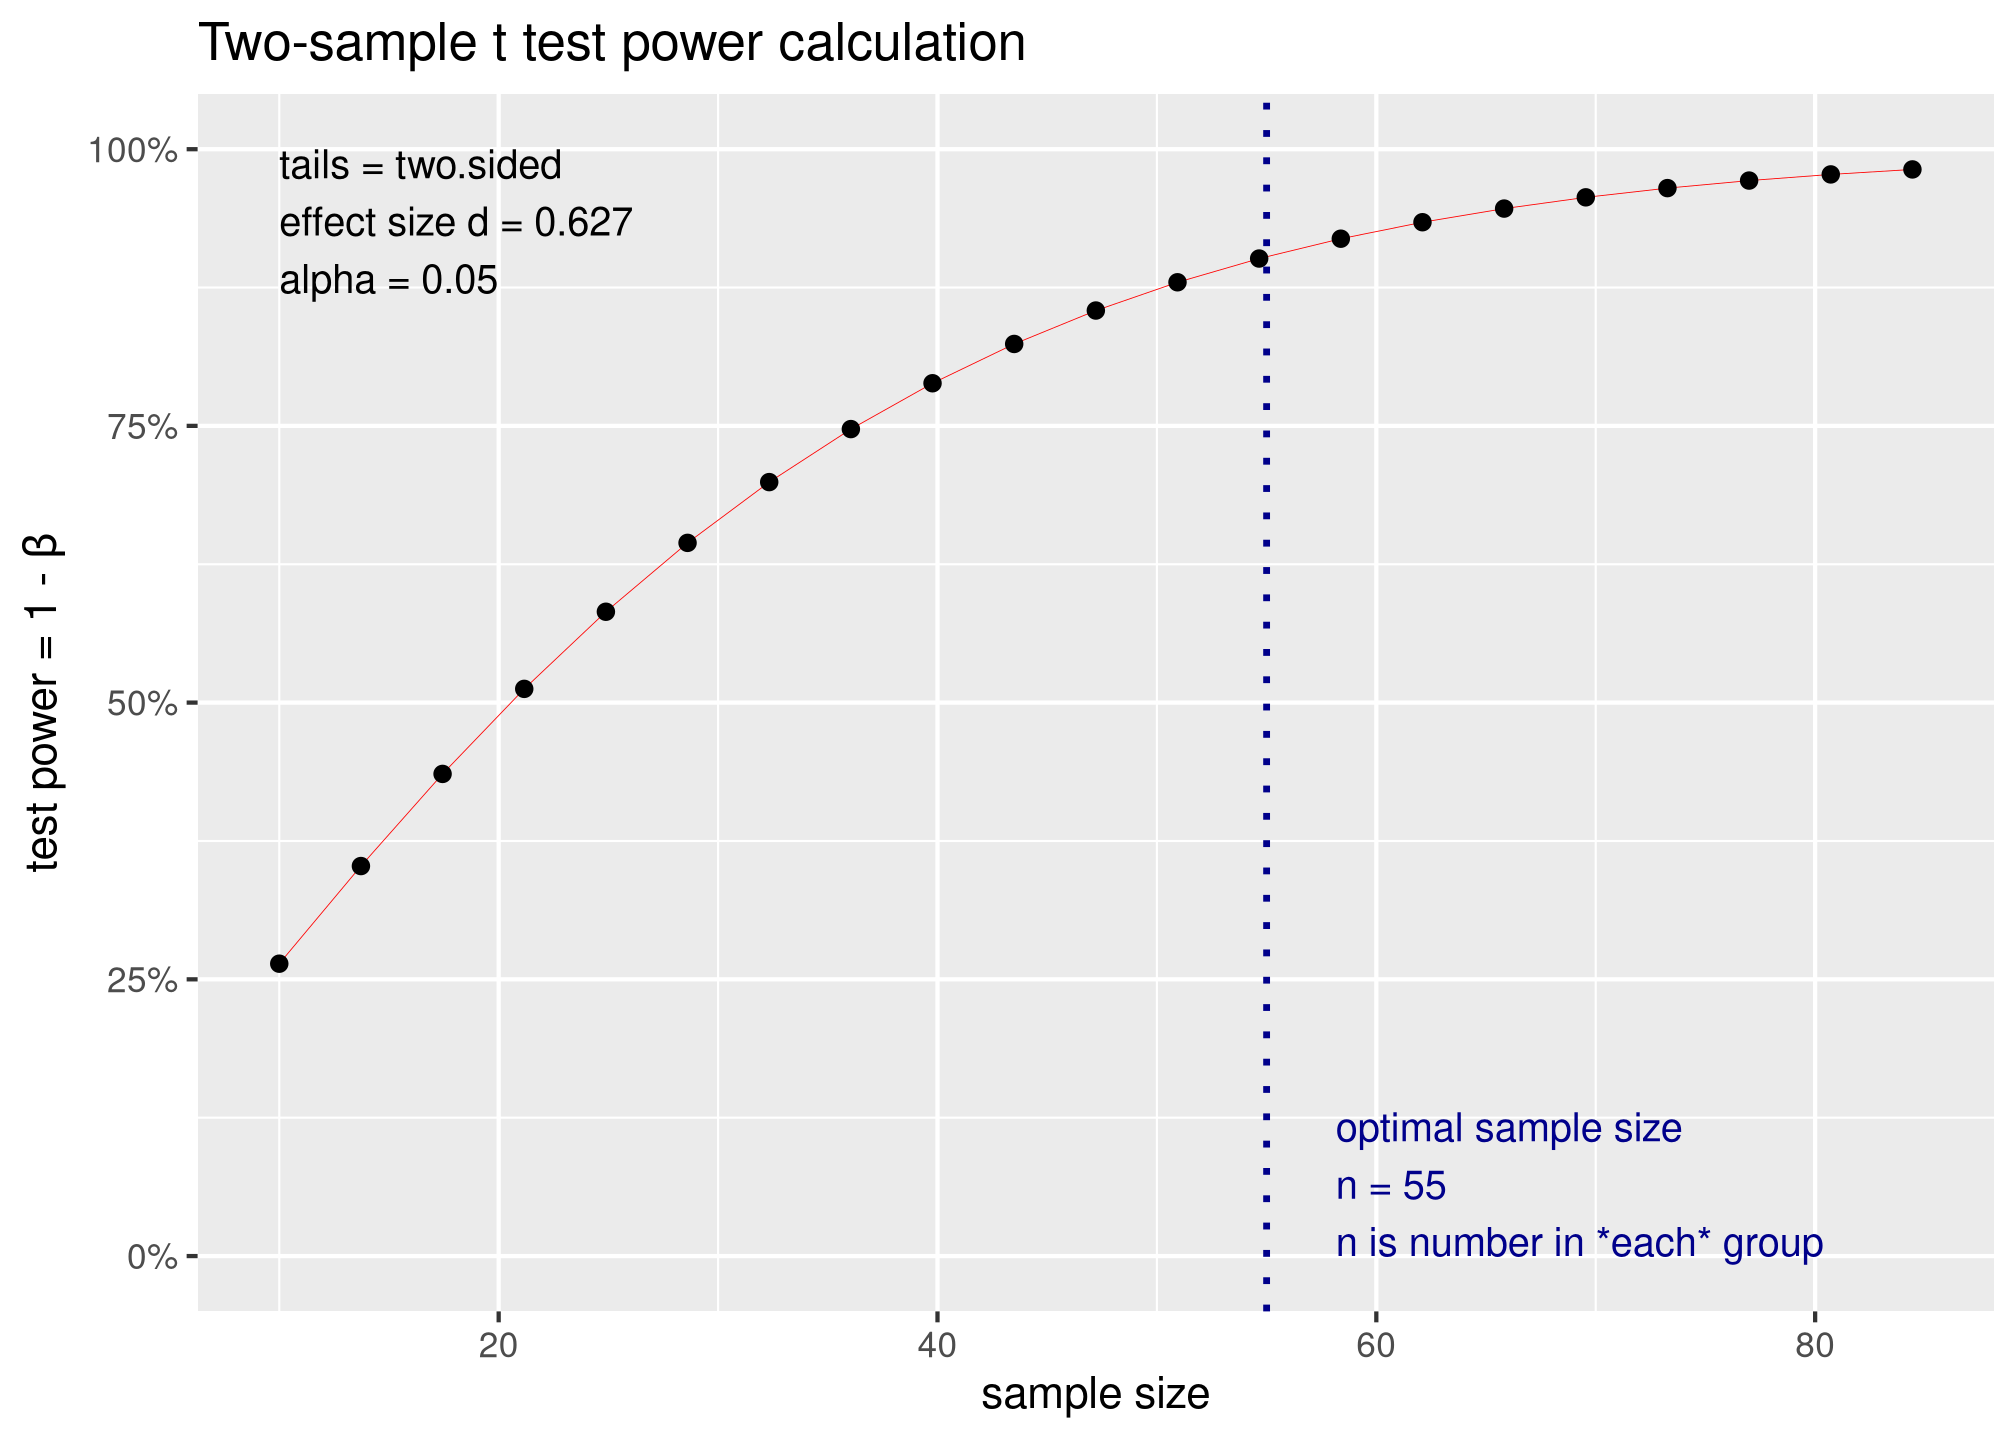 Two-sample t test power calculation
100%
75%
50%
25%
0%
test power = 1 - β
tails = two.sided
effect size d = 0.627
alpha = 0.05
optimal sample size
n = 55
n is number in *each* group
20
40
60
80
sample size